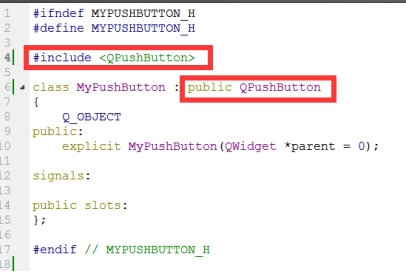 1 #ifndef MYPUSHBUTTON_H
2 #define MYPUSHBUTTON_H
3
4 #include <QPushButton>
5
6 class MyPushButton : public QPushButton
7 {
8 Q_OBJECT
9 public:
10 explicit MyPushButton(QWidget *parent = 0);
11
12 signals:
13
14 public slots:
15 };
16
17 #endif // MYPUSHBUTTON_H
18